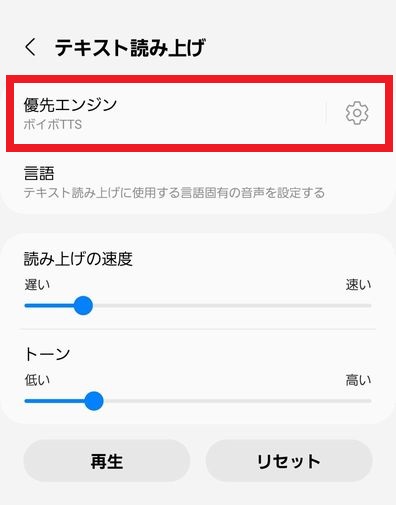 テキスト読み上げ
優先エンジン
ボイボTTS
言語
テキスト読み上げに使用する言語固有の音声を設定する
読み上げの速度
遅い 速い
トーン
低い 高い
再生 リセット